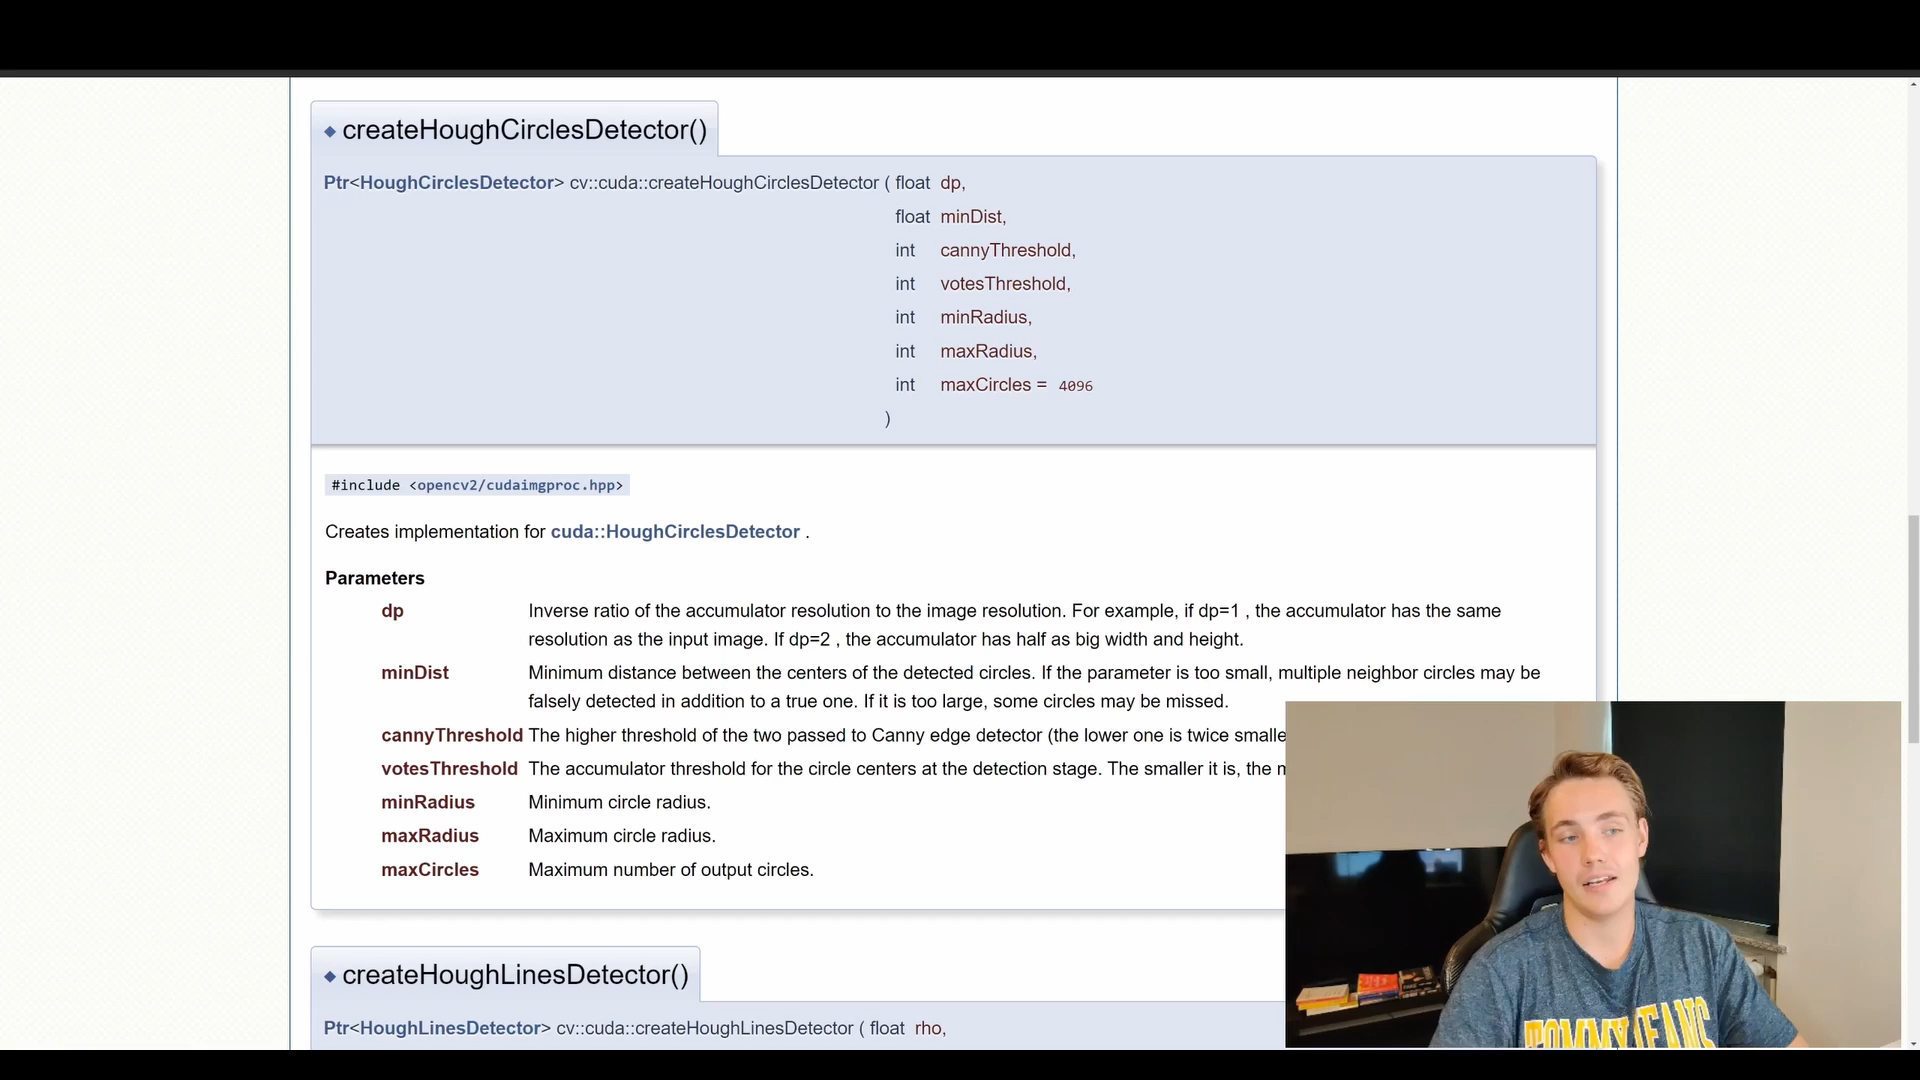 createHoughCirclesDetector()
Ptr<HoughCirclesDetector> cv::cuda::createHoughCirclesDetector ( float dp,
float minDist,
int cannyThreshold,
int votesThreshold,
int minRadius,
int maxRadius,
int maxCircles = 4096
)
#include <opencv2/cudaimgproc.hpp>
Creates implementation for cuda::HoughCirclesDetector .
Parameters
dp Inverse ratio of the accumulator resolution to the image resolution. For example, if dp=1 , the accumulator has the same
resolution as the input image. If dp=2 , the accumulator has half as big width and height.
minDist Minimum distance between the centers of the detected circles. If the parameter is too small, multiple neighbor circles may be
falsely detected in addition to a true one. If it is too large, some circles may be missed.
cannyThreshold The higher threshold of the two passed to Canny edge detector (the lower one is twice smalle
votesThreshold The accumulator threshold for the circle centers at the detection stage. The smaller it is, the
minRadius Minimum circle radius.
maxRadius Maximum circle radius.
maxCircles Maximum number of output circles.
createHoughLinesDetector()
Ptr<HoughLinesDetector> cv::cuda::createHoughLinesDetector ( float rho,
TOMMY JEANS